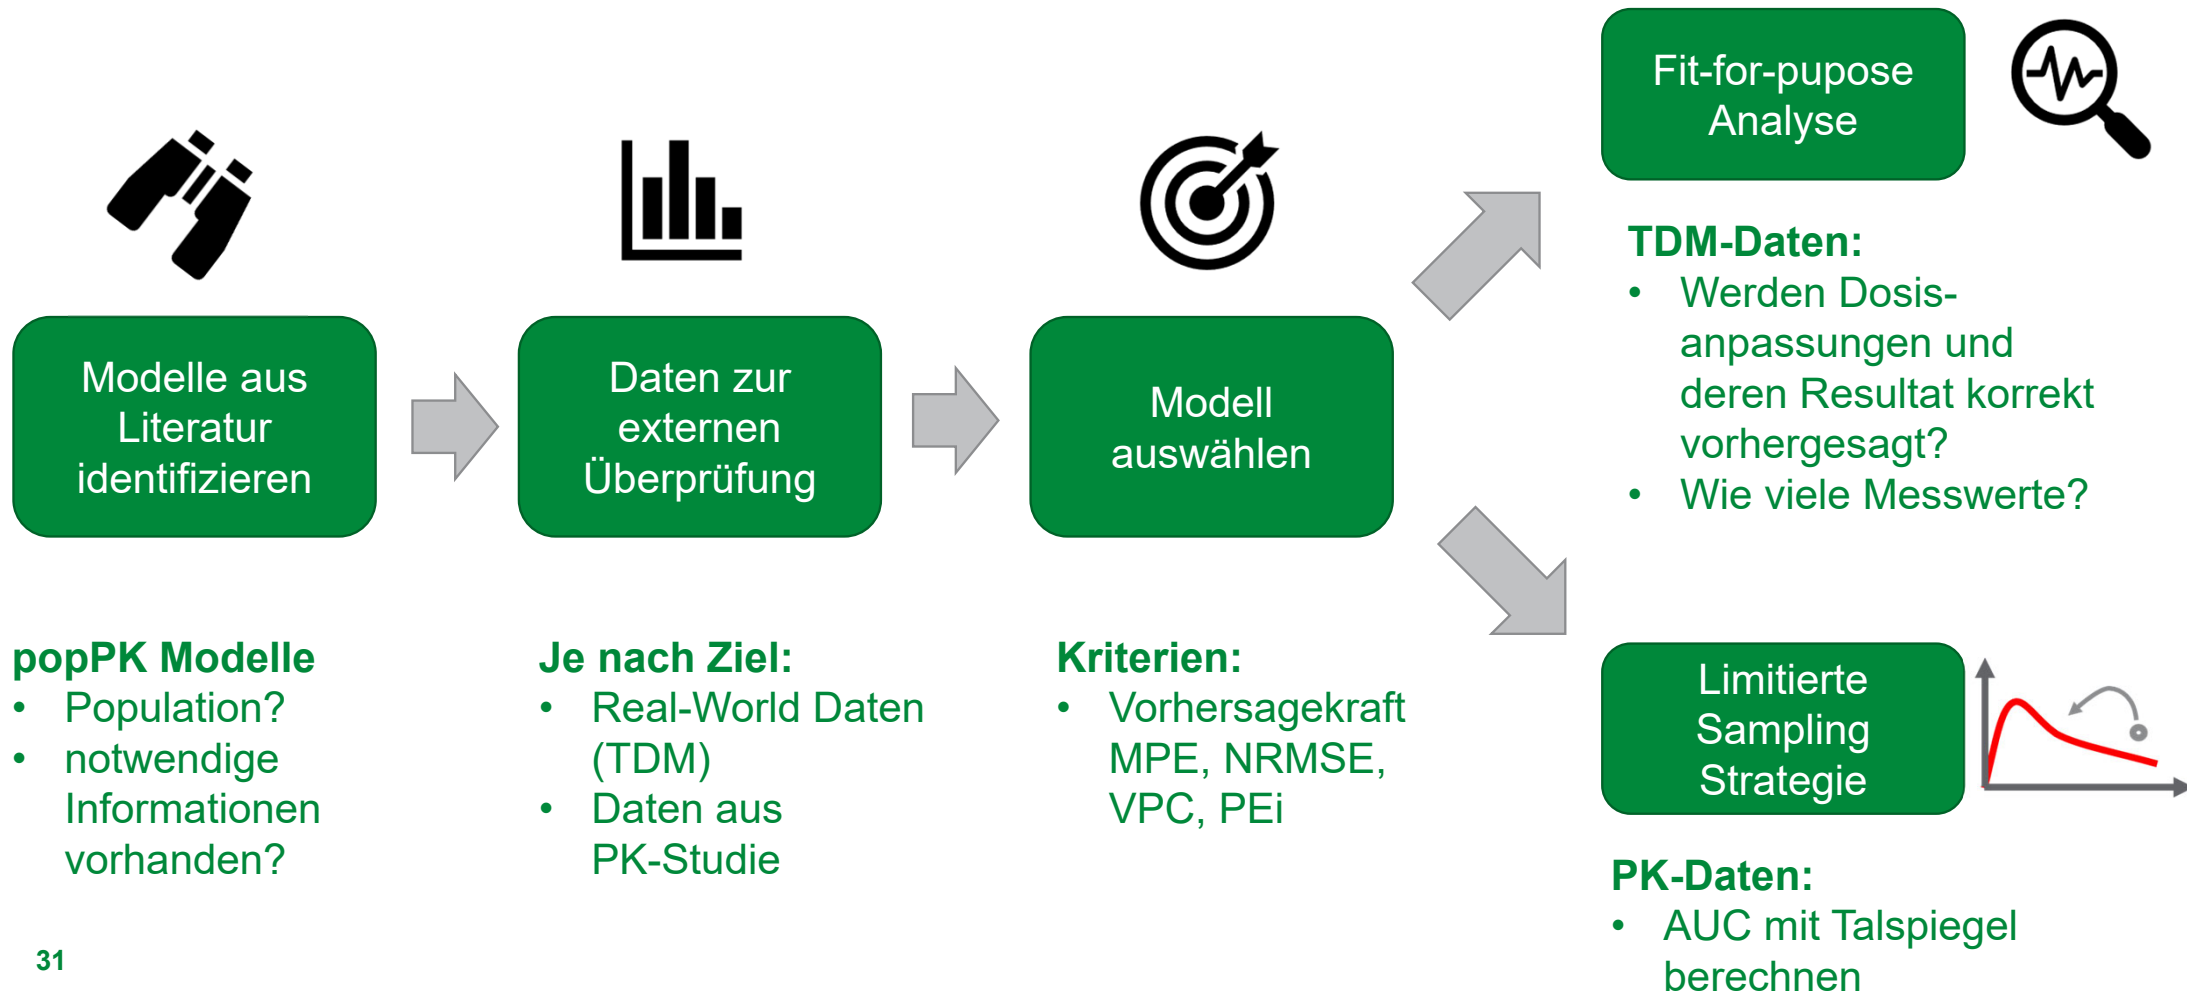 Modelle aus
Literatur
identifizieren
popPK Modelle
• Population?
• notwendige
Informationen
vorhanden?
Daten zur
externen
Überprüfung
Je nach Ziel:
• Real-World Daten
(TDM)
• Daten aus
PK-Studie
Modell
auswählen
Kriterien:
• Vorhersagekraft
MPE, NRMSE,
VPC, PEi
Fit-for-pupose
Analyse
TDM-Daten:
• Werden Dosis-
anpassungen und
deren Resultat korrekt
vorhergesagt?
• Wie viele Messwerte?
Limitierte
Sampling
Strategie
PK-Daten:
• AUC mit Talspiegel
berechnen
31